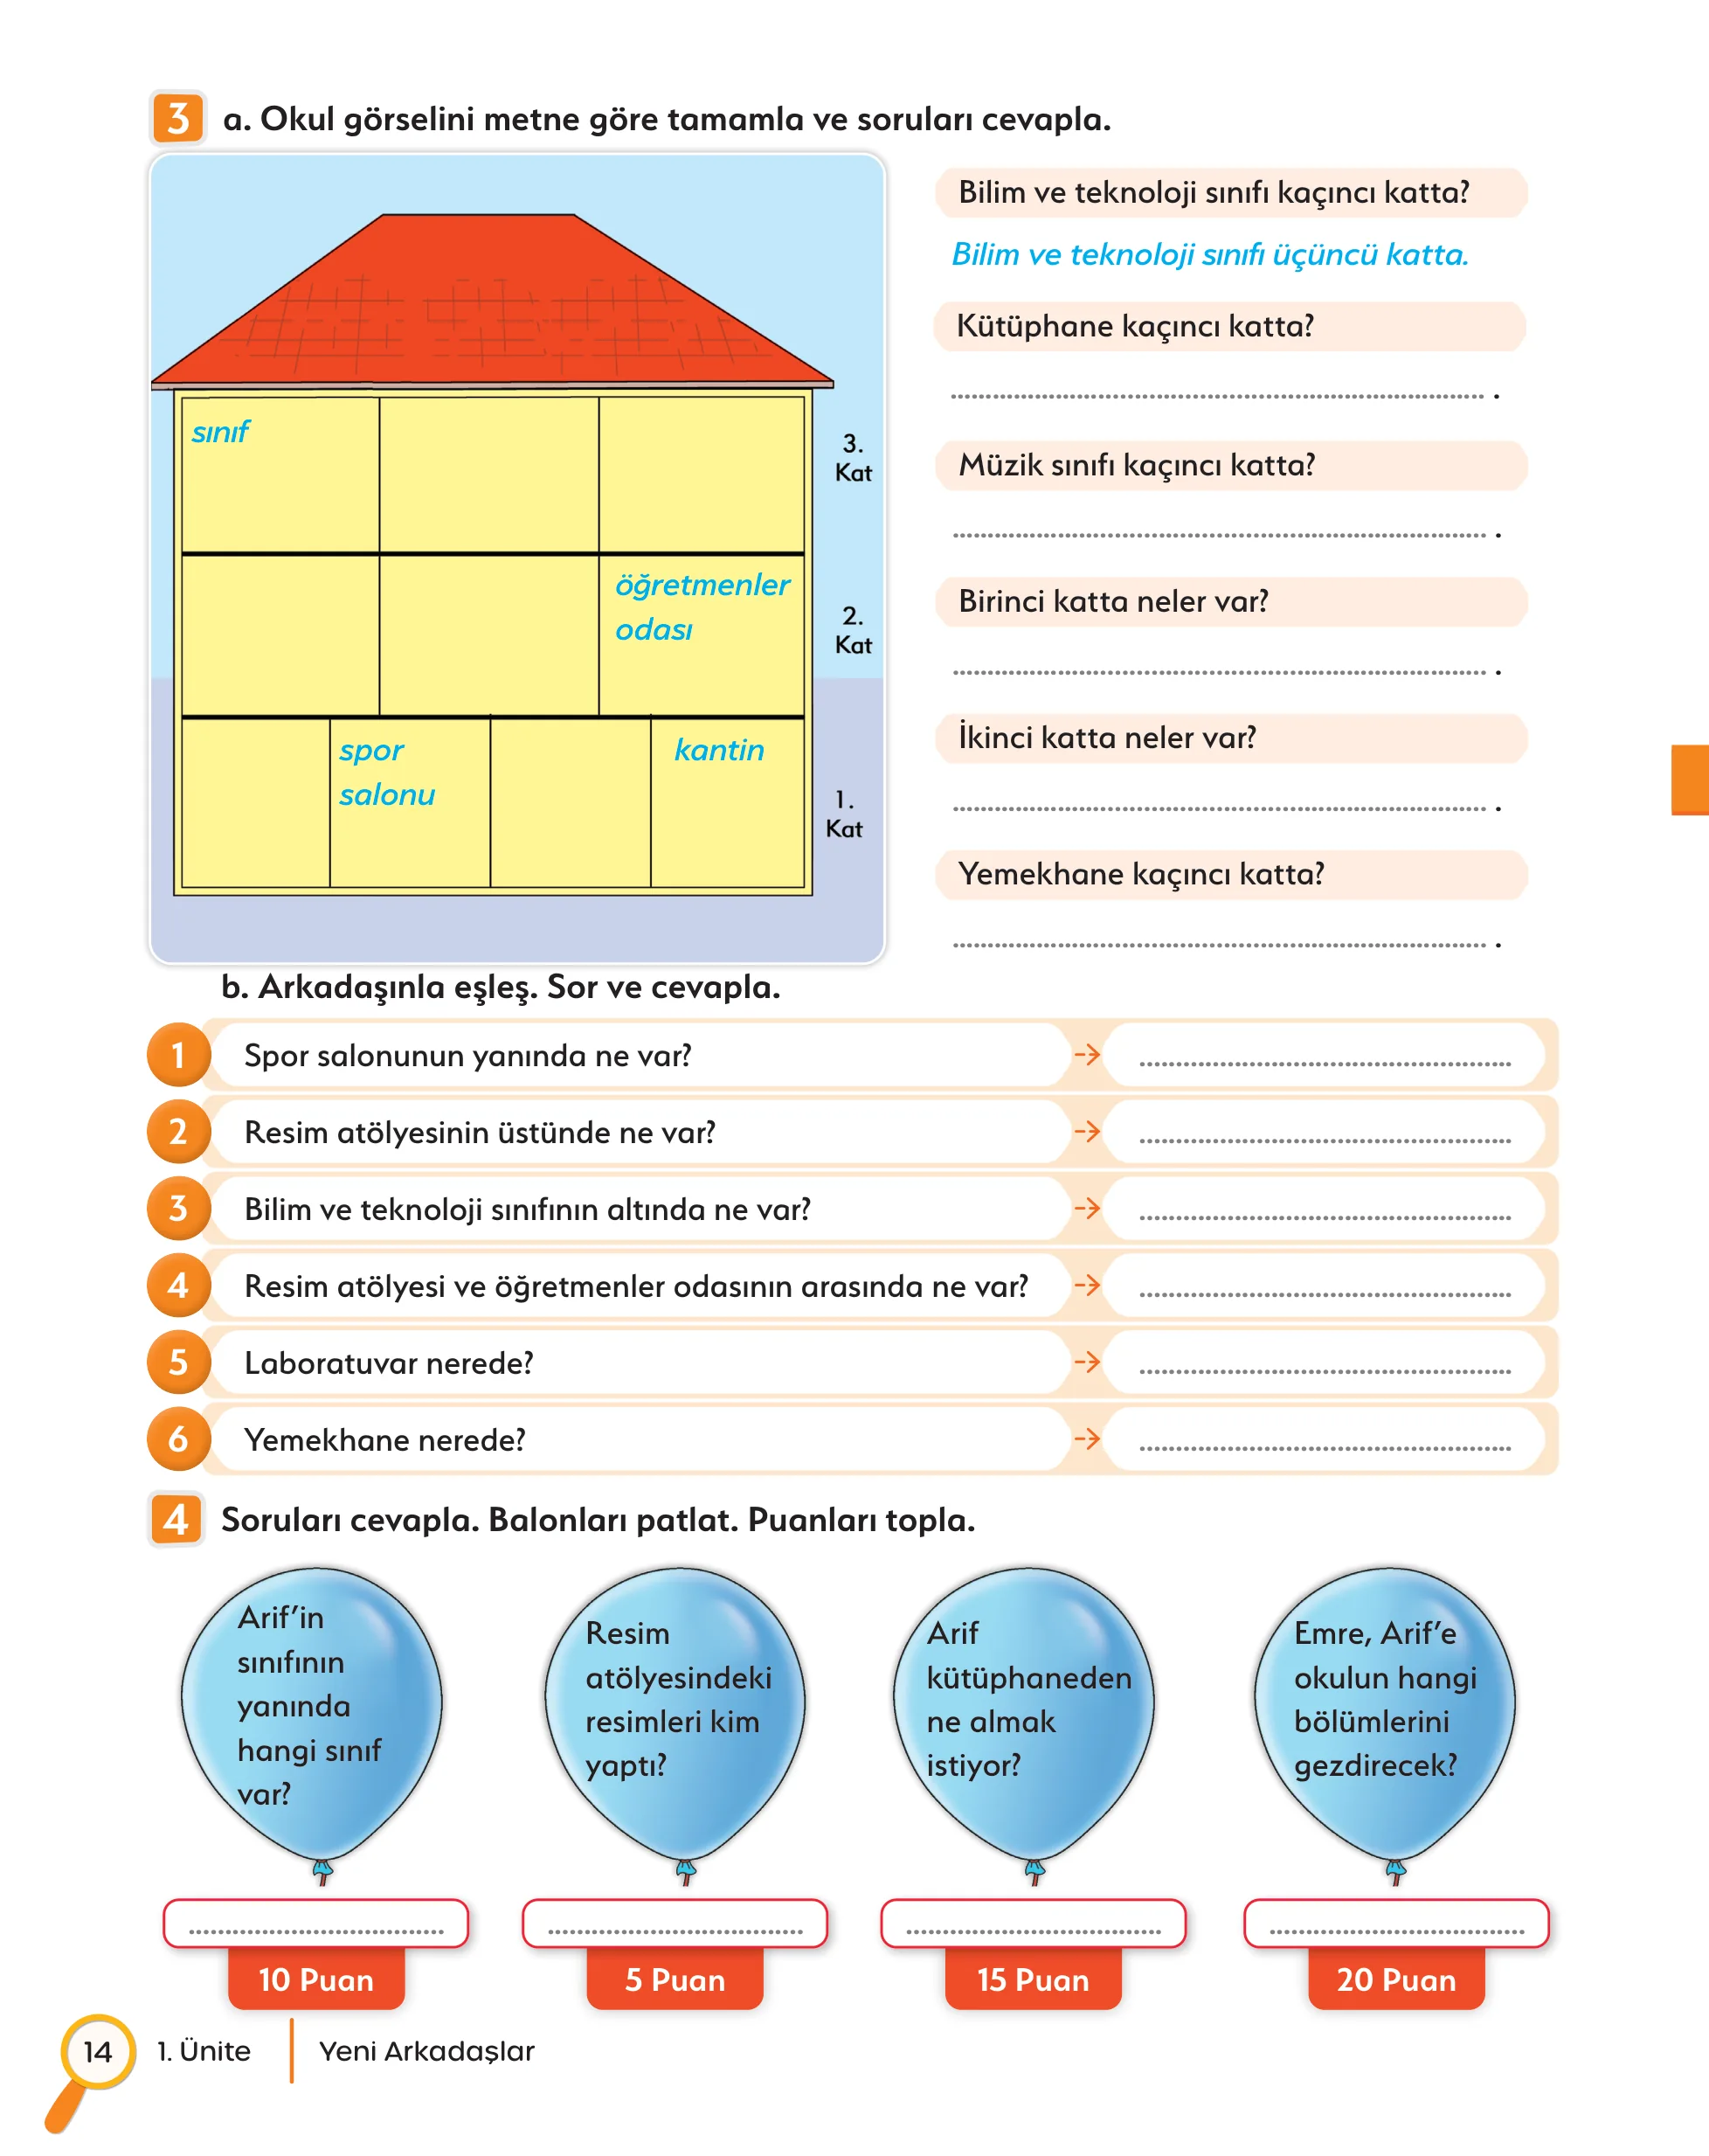 3 a. Okul görselini metne göre tamamla ve soruları cevapla.
sınıf
3.
Kat
öğretmenler
odası
2.
Kat
spor
salonu
kantin
1.
Kat
Bilim ve teknoloji sınıfı kaçıncı katta?
Bilim ve teknoloji sınıfı üçüncü katta.
Kütüphane kaçıncı katta?
.
Müzik sınıfı kaçıncı katta?
.
Birinci katta neler var?
.
İkinci katta neler var?
.
Yemekhane kaçıncı katta?
.
b. Arkadaşınla eşleş. Sor ve cevapla.
1 Spor salonunun yanında ne var?
2 Resim atölyesinin üstünde ne var?
3 Bilim ve teknoloji sınıfının altında ne var?
4 Resim atölyesi ve öğretmenler odasının arasında ne var?
5 Laboratuvar nerede?
6 Yemekhane nerede?
4 Soruları cevapla. Balonları patlat. Puanları topla.
Arif'in
sınıfının
yanında
hangi sınıf
var?
10 Puan
Resim
atölyesindeki
resimleri kim
yaptı?
5 Puan
Arif
kütüphaneden
ne almak
istiyor?
15 Puan
Emre, Arif'e
okulun hangi
bölümlerini
gezdirecek?
20 Puan
14 1. Ünite Yeni Arkadaşlar